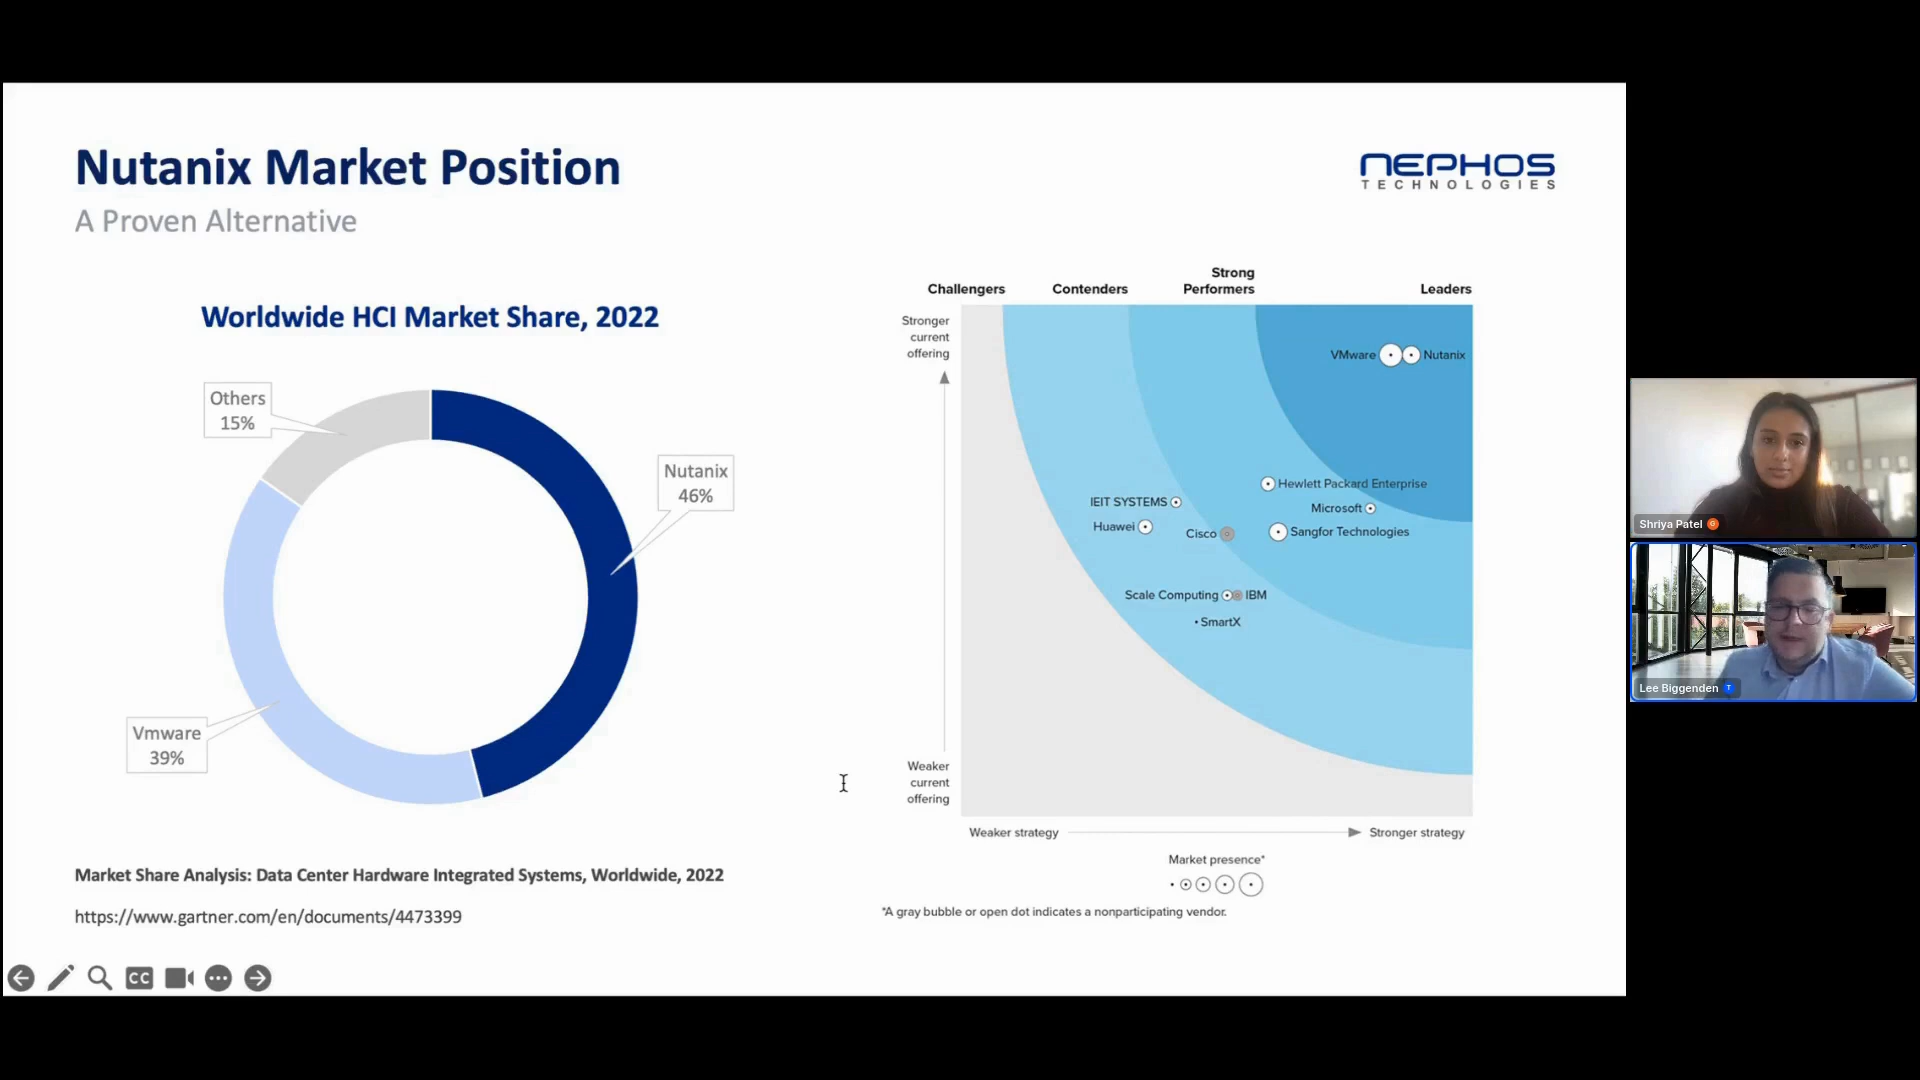 Nutanix Market Position
A Proven Alternative
NEPHOS
TECHNOLOGIES
Worldwide HCI Market Share, 2022
Others
15%
Nutanix
46%
Vmware
39%
Market Share Analysis: Data Center Hardware Integrated Systems, Worldwide, 2022
https://www.gartner.com/en/documents/4473399
Challengers
Contenders
Strong
Performers
Leaders
Stronger
current
offering
VMware
Nutanix
Hewlett Packard Enterprise
IEIT SYSTEMS
Microsoft
Huawei
Cisco
Sangfor Technologies
Scale Computing
IBM
SmartX
Weaker
current
offering
Weaker strategy
Stronger strategy
Market presence*
*A gray bubble or open dot indicates a nonparticipating vendor.
CC
Shriya Patel
Lee Biggenden
T